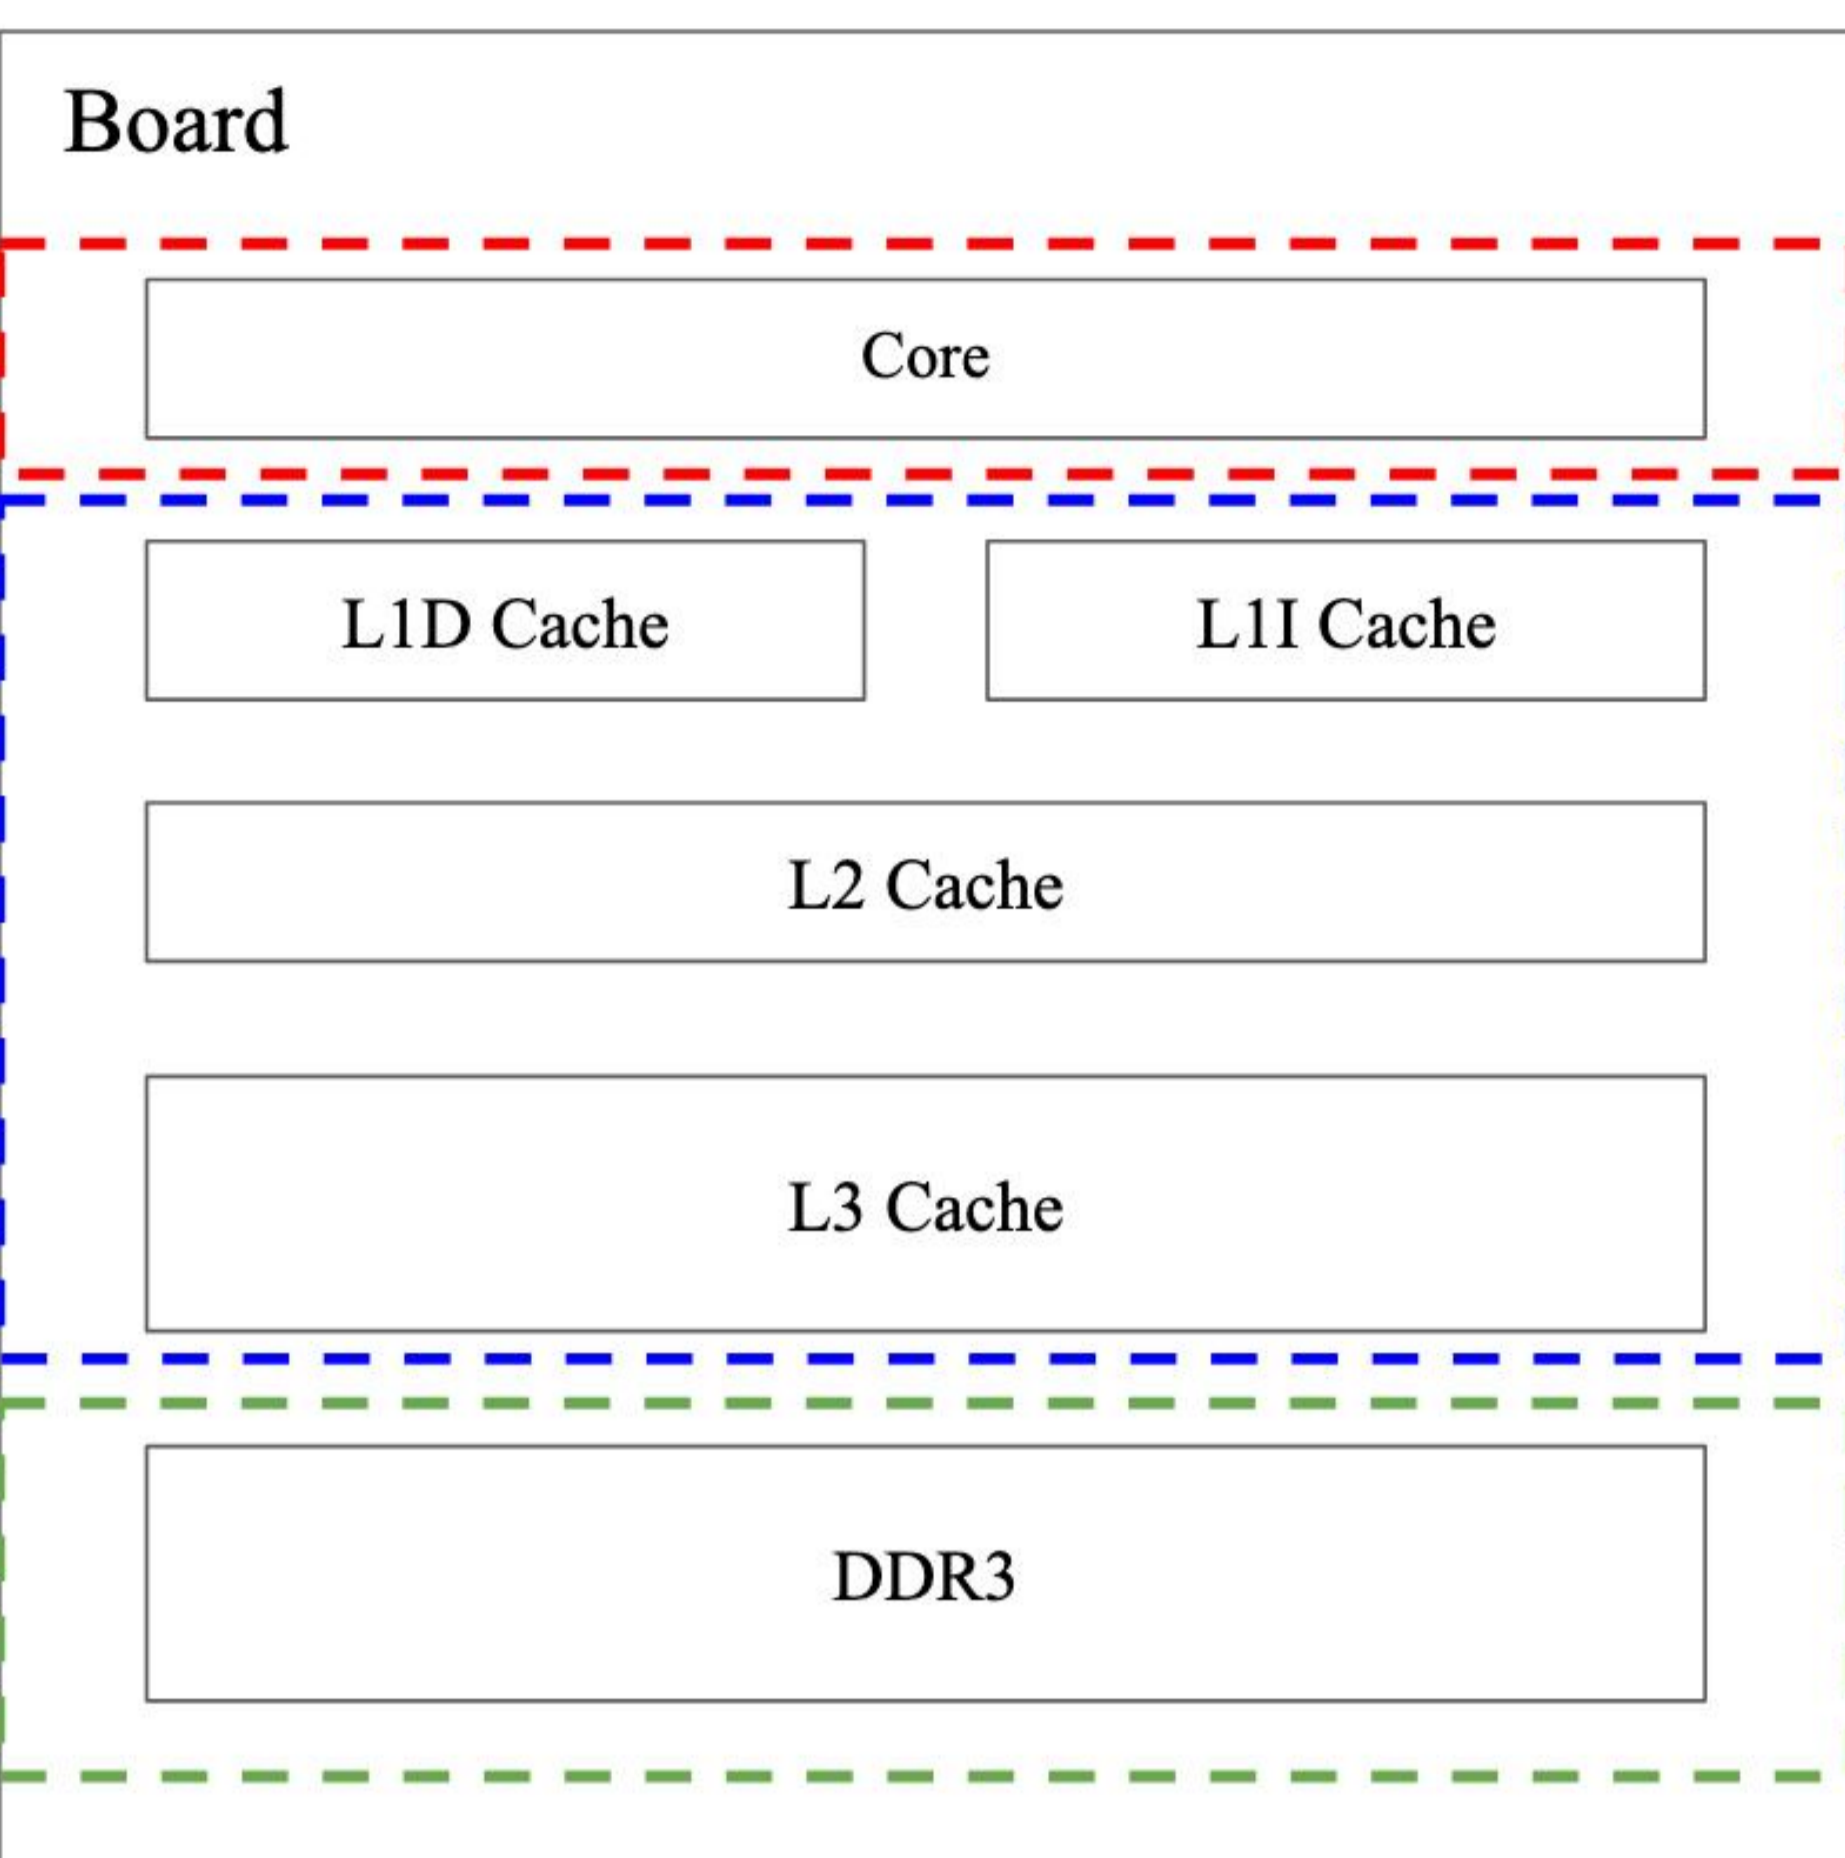 Board
Core
L1D Cache
L1I Cache
L2 Cache
L3 Cache
DDR3